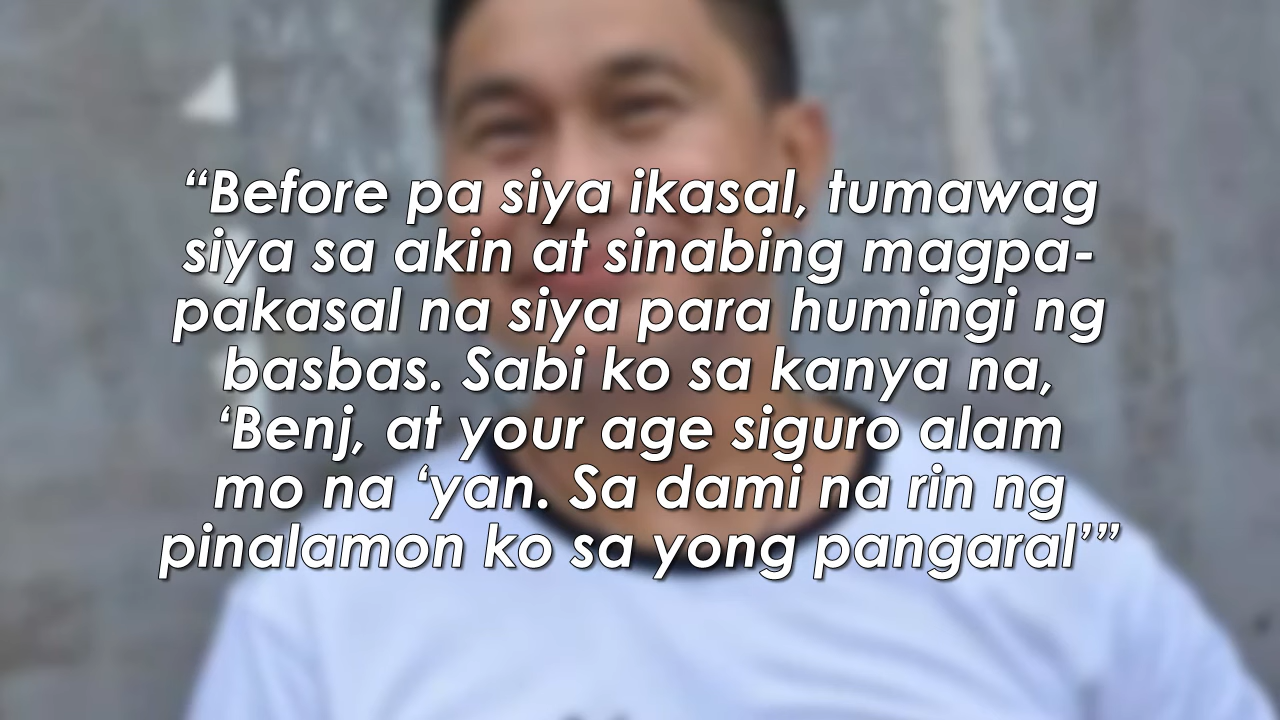 “Before pa siya ikasal, tumawag
siya sa akin at sinabing magpa-
pakasal na siya para humingi ng
basbas. Sabi ko sa kanya na,
‘Benj, at your age siguro alam
mo na ‘yan. Sa dami na rin ng
pinalamon ko sa yong pangaral’”